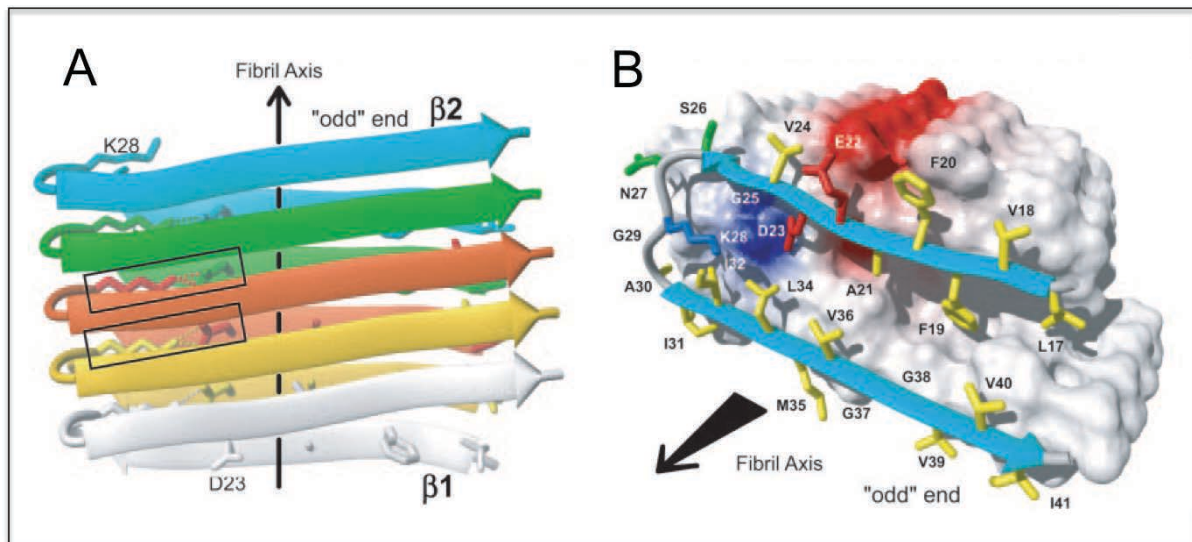 A
Fibril Axis
"odd" end
β2
K28
D23
β1
B
S26
V24
E22
F20
N27
G25
V18
G29
K28
D23
I32
A30
L34
A21
V36
F19
L17
I31
G38
V40
M35
G37
Fibril Axis
V39
"odd" end
I41